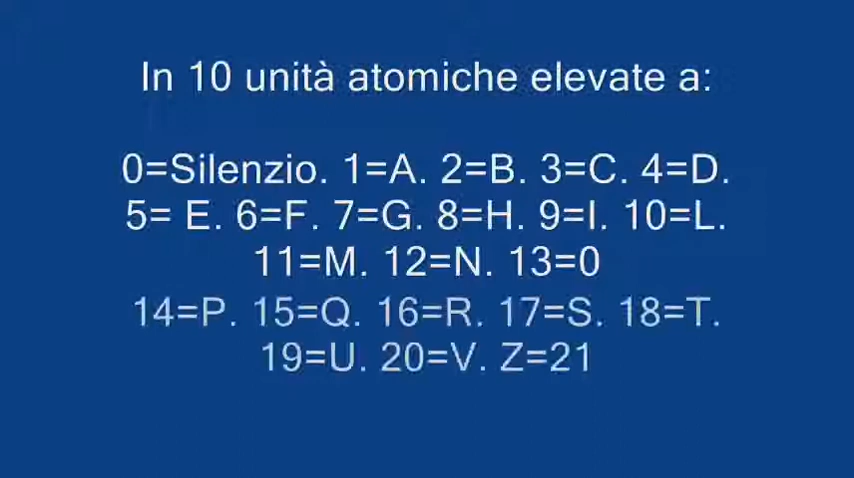 In 10 unità atomiche elevate a:
0=Silenzio. 1=A. 2=B. 3=C. 4=D.
5= E. 6=F. 7=G. 8=H. 9=I. 10=L.
11=M. 12=N. 13=0
14=P. 15=Q. 16=R. 17=S. 18=T.
19=U. 20=V. Z=21